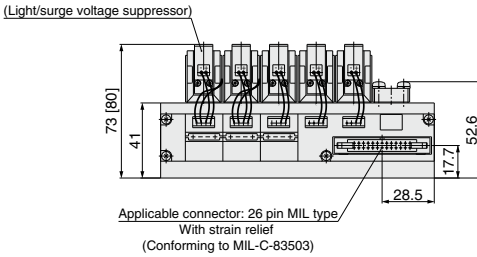 (Light/surge voltage suppressor)
73 [80]
41
52.6
17.7
28.5
Applicable connector: 26 pin MIL type
With strain relief
(Conforming to MIL-C-83503)